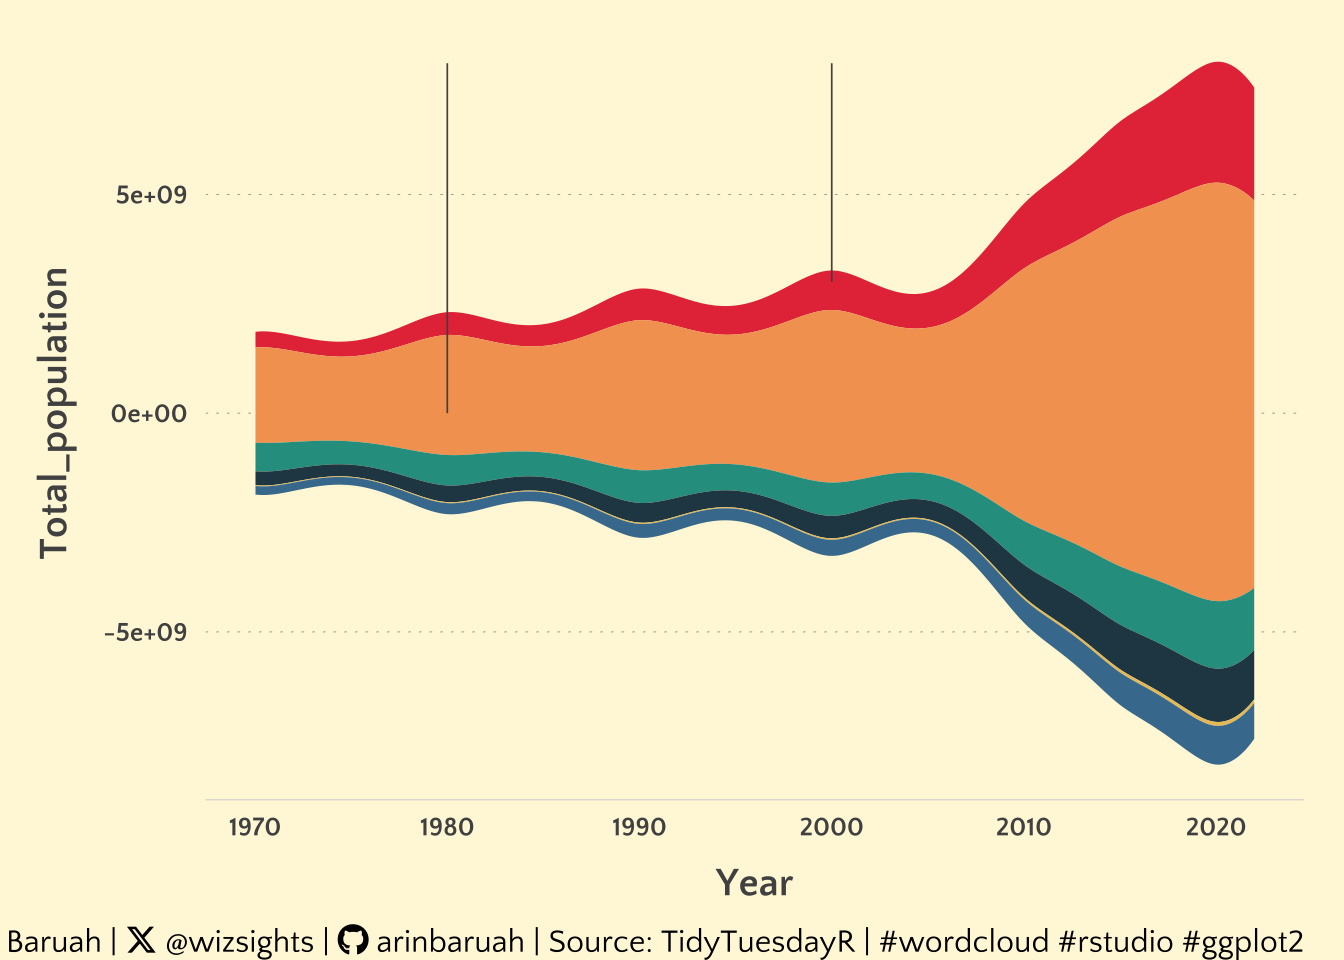 5e+09
0e+00
-5e+09
Total_population
1970 1980 1990 2000 2010 2020
Year
Baruah | 𝕏 @wizsights | arinbaruah | Source: TidyTuesdayR | #wordcloud #rstudio #ggplot2